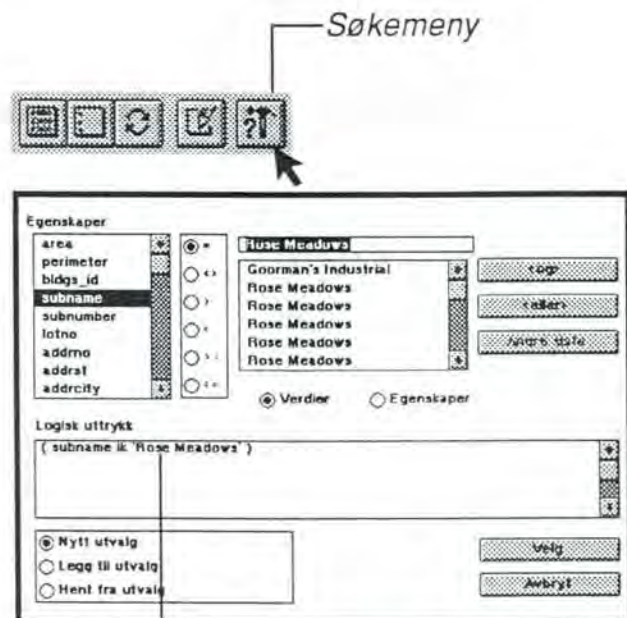 Søkemeny
?
Egenskaper
area
perimeter
bldgs_id
subname
subnumber
lotno
addrno
addrst
addrcity
=
<>
>
<
>=
<=
Rose Meadows
Goorman's Industrial
Rose Meadows
Rose Meadows
Rose Meadows
Rose Meadows
Rose Meadows
<og>
<eller>
Verdier
Egenskaper
Logisk uttrykk
( subname lk 'Rose Meadows' )
Nytt utvalg
Legg til utvalg
Hent fra utvalg
Velg
Avbryt